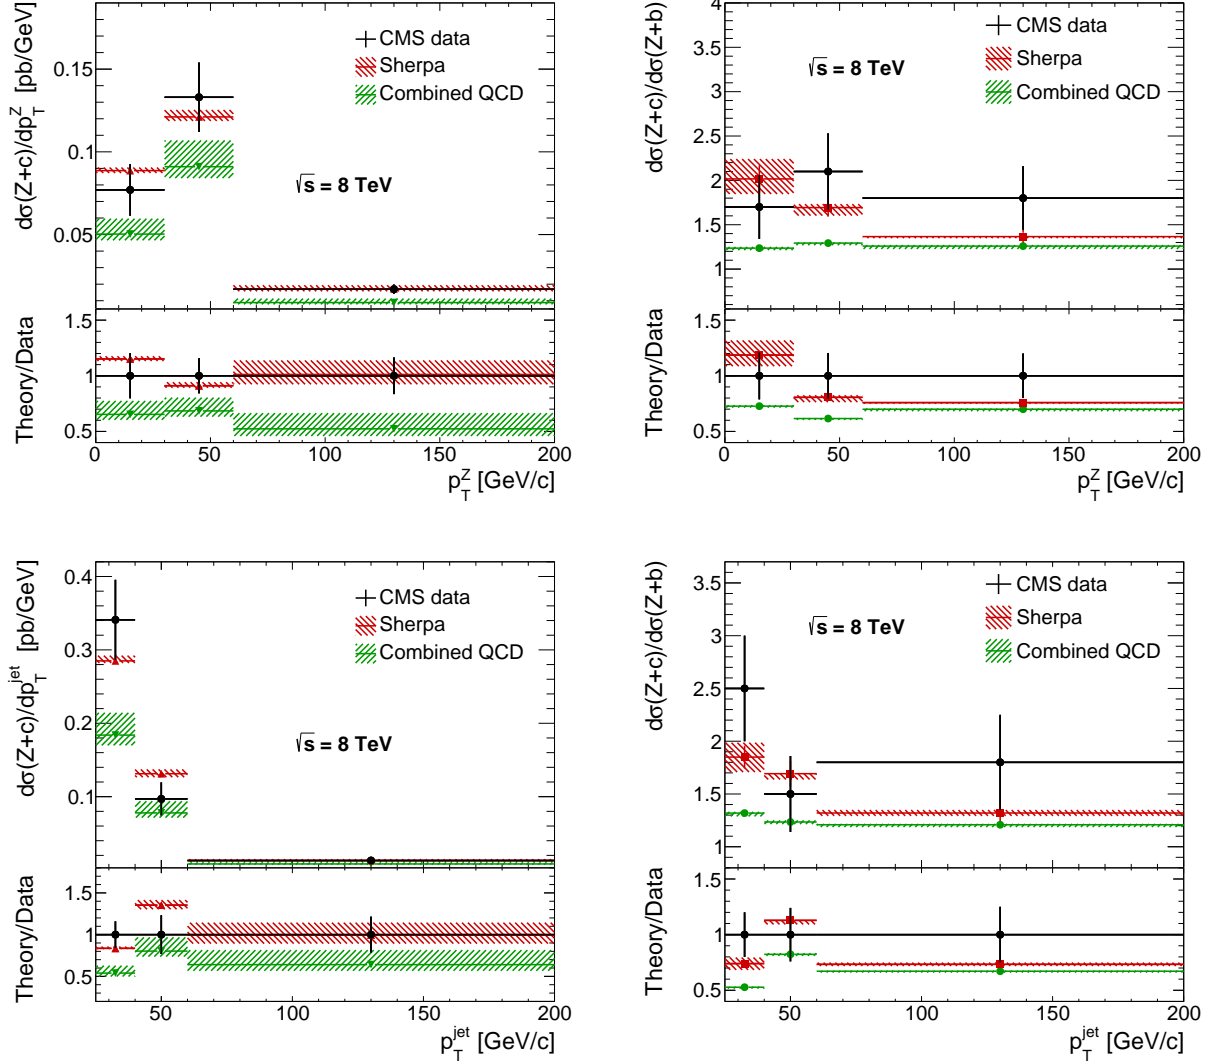 dσ(Z+c)/dp_T^Z [pb/GeV]
0.15
0.1
0.05
CMS data
Sherpa
Combined QCD
√s = 8 TeV
Theory/Data
1.5
1
0.5
0 50 100 150 200
p_T^Z [GeV/c]
dσ(Z+c)/dσ(Z+b)
4
3.5
3
2.5
2
1.5
1
√s = 8 TeV
CMS data
Sherpa
Combined QCD
Theory/Data
1.5
1
0.5
0 50 100 150 200
p_T^Z [GeV/c]
dσ(Z+c)/dp_T^jet [pb/GeV]
0.4
0.3
0.2
0.1
CMS data
Sherpa
Combined QCD
√s = 8 TeV
Theory/Data
1.5
1
0.5
50 100 150 200
p_T^jet [GeV/c]
dσ(Z+c)/dσ(Z+b)
3.5
3
2.5
2
1.5
1
√s = 8 TeV
CMS data
Sherpa
Combined QCD
Theory/Data
1.5
1
0.5
50 100 150 200
p_T^jet [GeV/c]